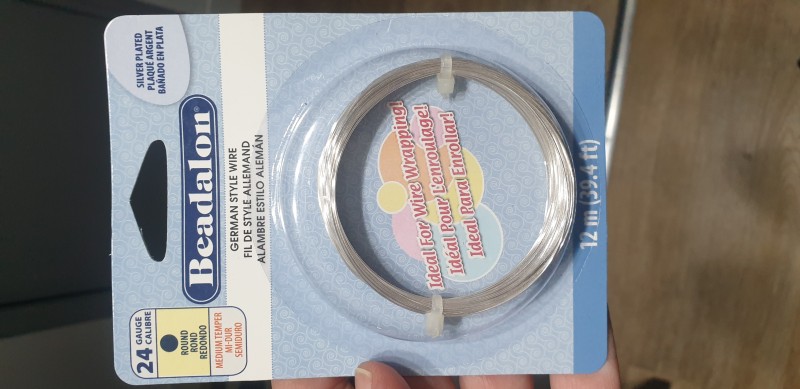 SILVER PLATED
PLAQUÉ ARGENT
BAÑADO EN PLATA
Beadalon®
GERMAN STYLE WIRE
FIL DE STYLE ALLEMAND
ALAMBRE ESTILO ALEMÁN
24 GAUGE
CALIBRE
ROUND
ROND
REDONDO
MEDIUM TEMPER
MI-DUR
SEMIDURO
Ideal For Wire Wrapping!
Idéal Pour L'enroulage!
Ideal Para Enrollar!
12 m (39.4 ft)